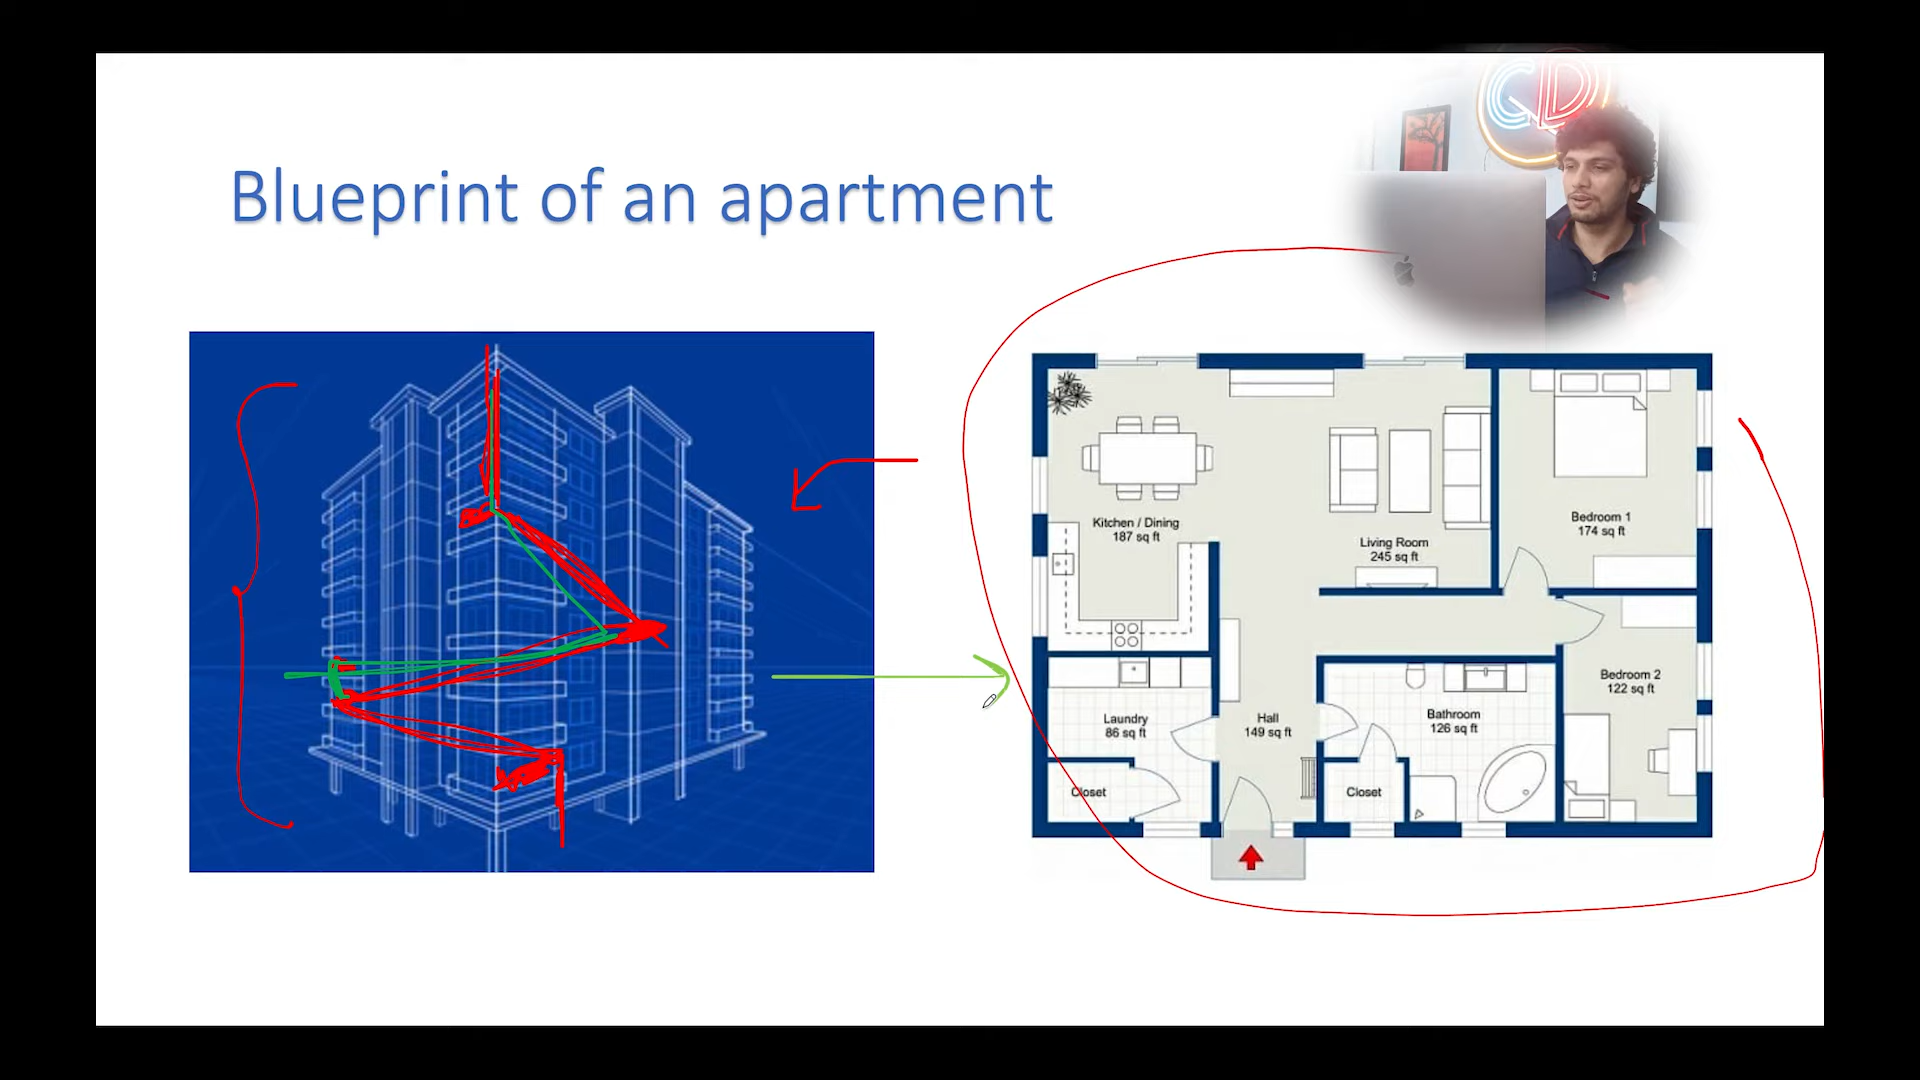 CD
Blueprint of an apartment
Kitchen / Dining
187 sq ft
Living Room
245 sq ft
Bedroom 1
174 sq ft
Bedroom 2
122 sq ft
Laundry
86 sq ft
Hall
149 sq ft
Bathroom
126 sq ft
Closet
Closet